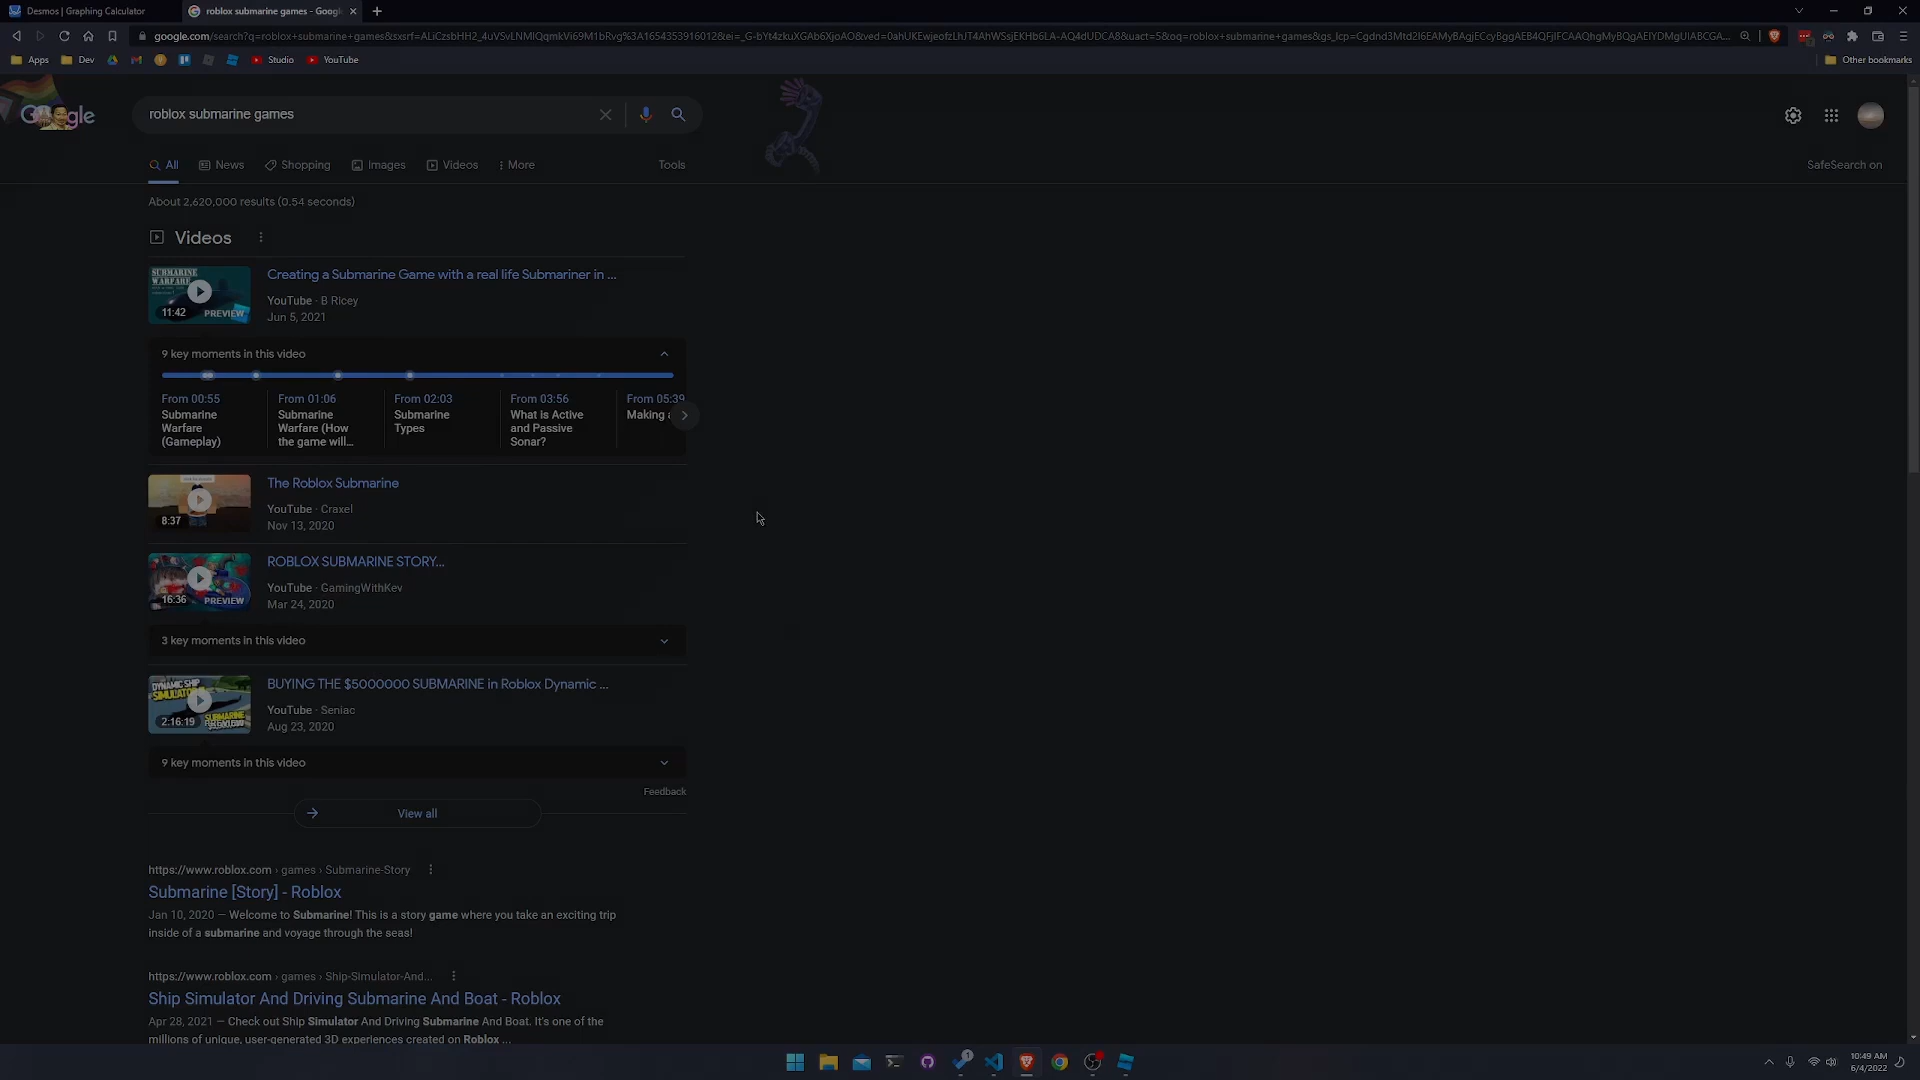 Desmos | Graphing Calculator
roblox submarine games - Google
Apps
Dev
Studio
YouTube
Other bookmarks
roblox submarine games
All
News
Shopping
Images
Videos
More
Tools
SafeSearch on
About 2,620,000 results (0.54 seconds)
Videos
SUBMARINE
WARFARE
11:42 PREVIEW
Creating a Submarine Game with a real life Submariner in ...
YouTube · B Ricey
Jun 5, 2021
9 key moments in this video
From 00:55
Submarine
Warfare
(Gameplay)
From 01:06
Submarine
Warfare (How
the game will...
From 02:03
Submarine
Types
From 03:56
What is Active
and Passive
Sonar?
From 05:39
Making
8:37
The Roblox Submarine
YouTube · Craxel
Nov 13, 2020
16:36 PREVIEW
ROBLOX SUBMARINE STORY...
YouTube · GamingWithKev
Mar 24, 2020
3 key moments in this video
DYNAMIC SHIP
SIMULATOR
2:16:19
BUYING THE $5000000 SUBMARINE in Roblox Dynamic ...
YouTube · Seniac
Aug 23, 2020
9 key moments in this video
Feedback
View all
https://www.roblox.com › games › Submarine-Story
Submarine [Story] - Roblox
Jan 10, 2020 — Welcome to Submarine! This is a story game where you take an exciting trip
inside of a submarine and voyage through the seas!
https://www.roblox.com › games › Ship-Simulator-And...
Ship Simulator And Driving Submarine And Boat - Roblox
Apr 28, 2021 — Check out Ship Simulator And Driving Submarine And Boat. It's one of the
millions of unique, user-generated 3D experiences created on Roblox ...
10:49 AM
6/4/2022